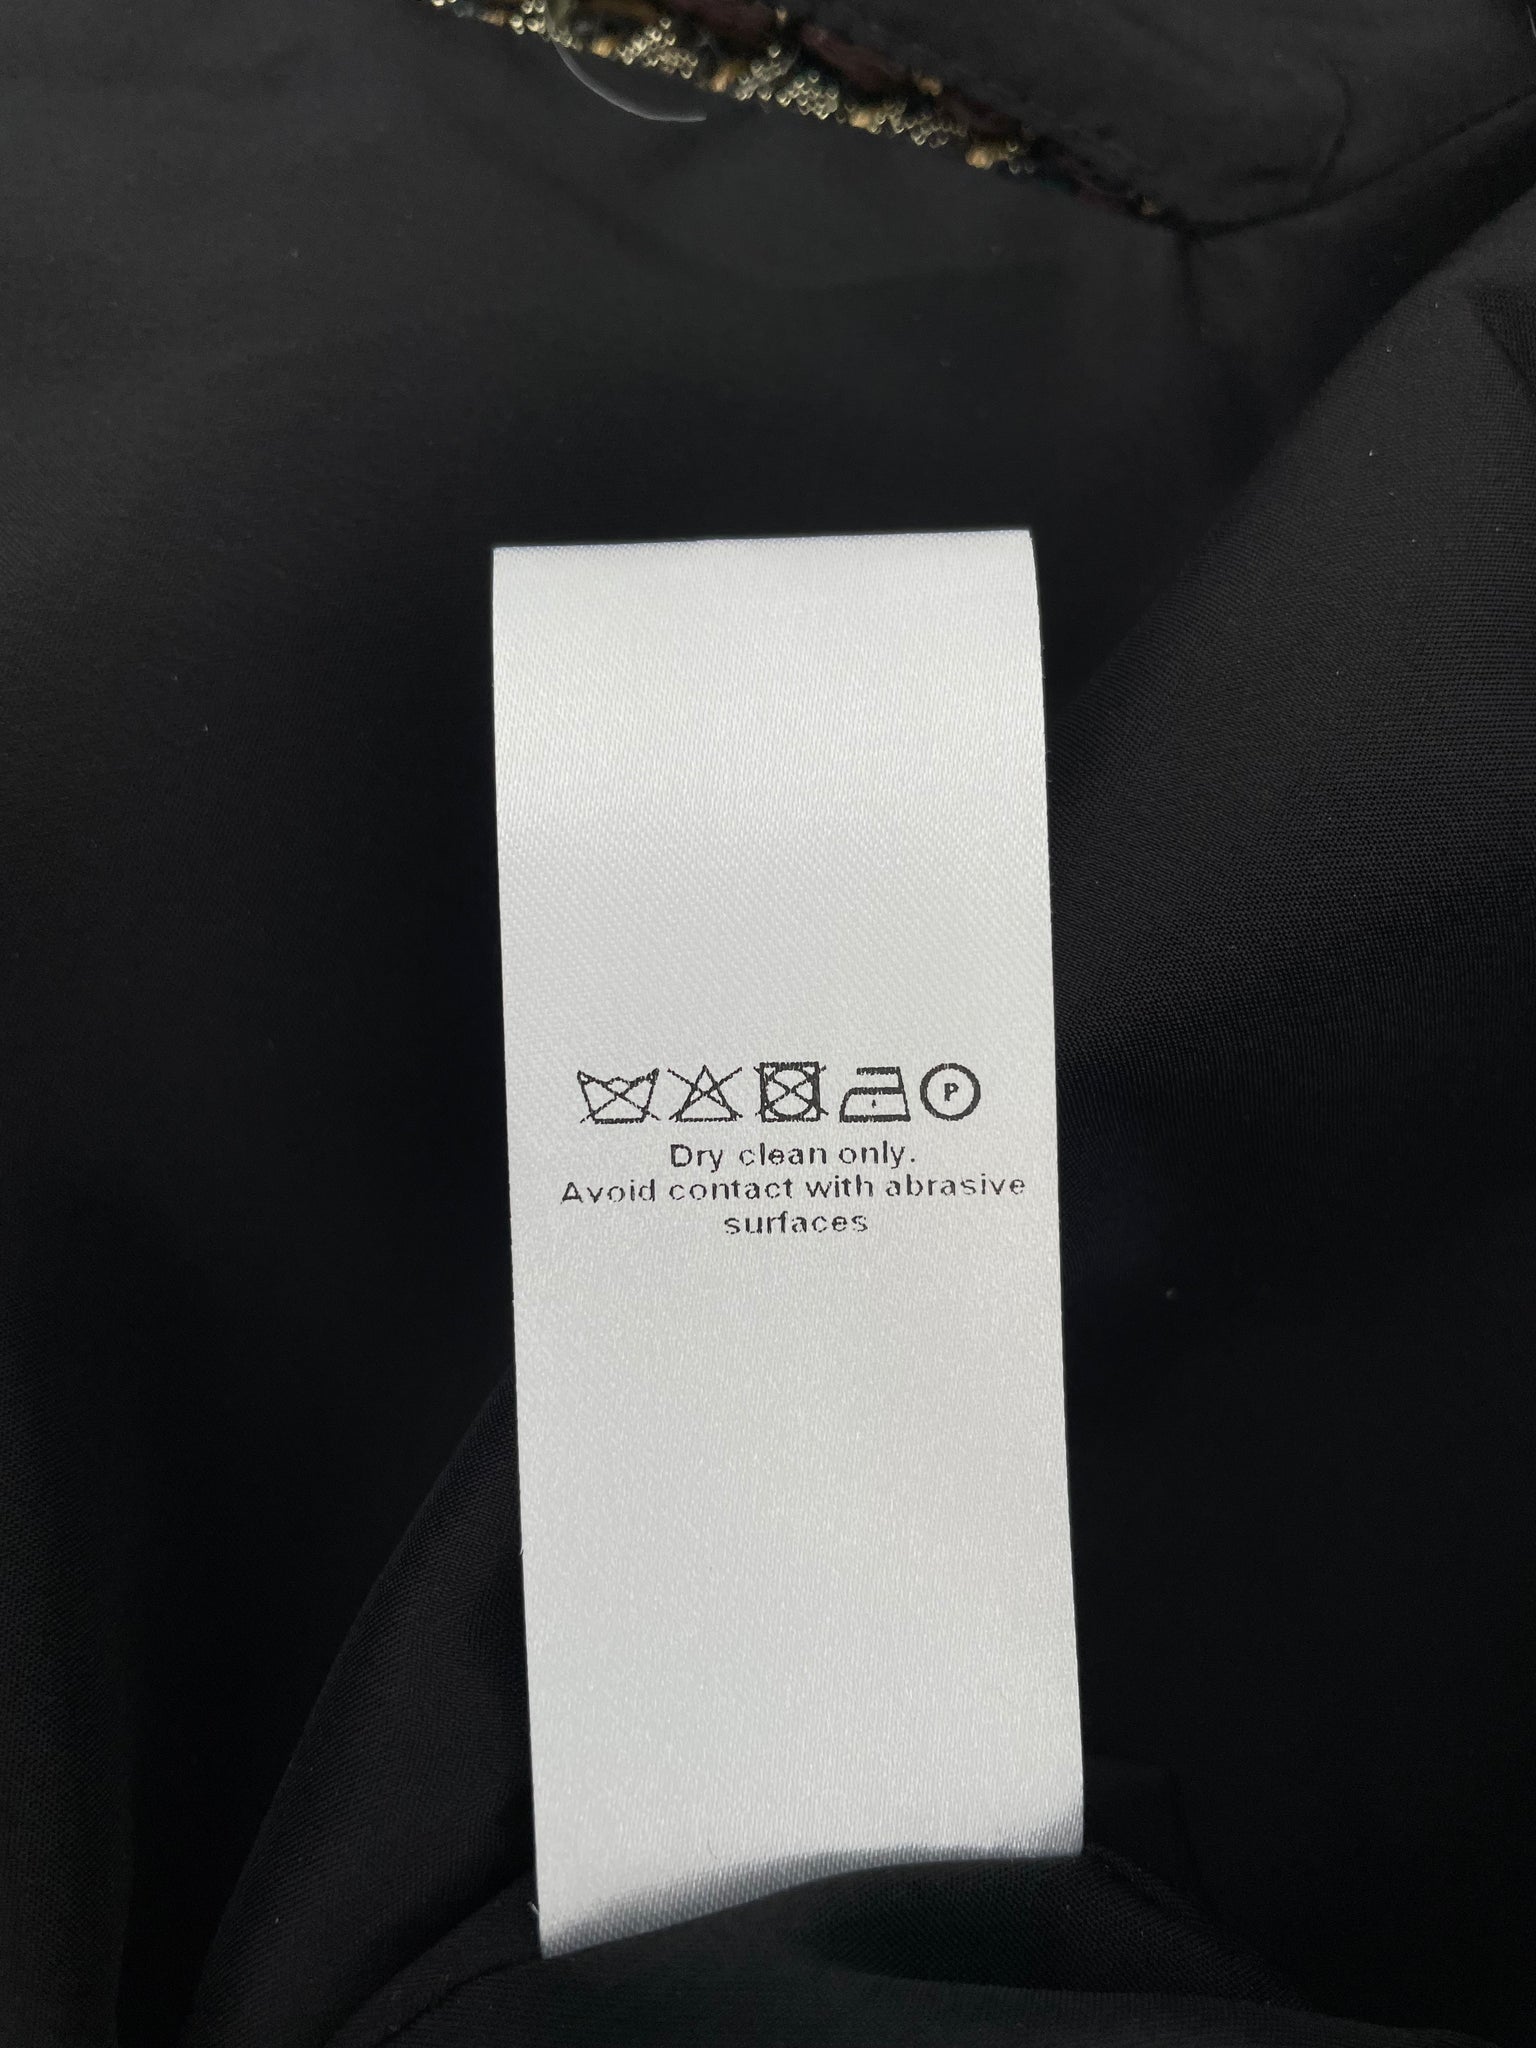 P
Dry clean only.
Avoid contact with abrasive
surfaces